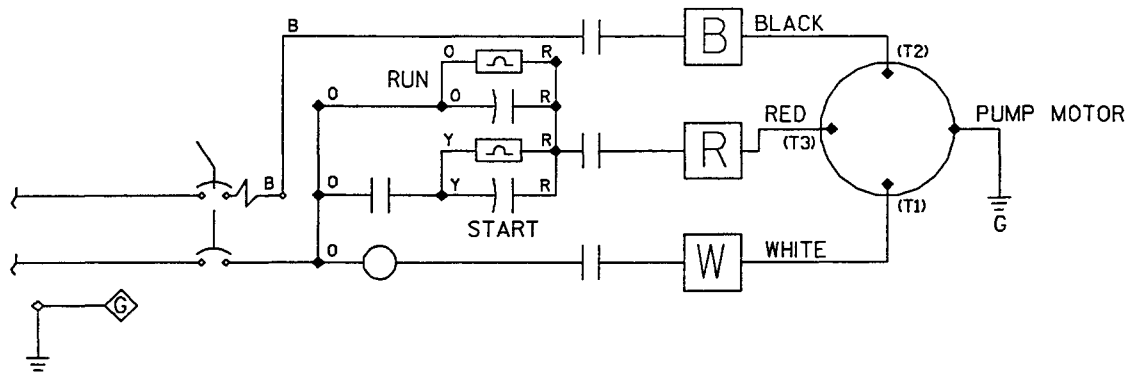 B
B
BLACK
(T2)
O
R
RUN
O
O
R
RED
PUMP MOTOR
Y
R
R
(T3)
B
O
Y
R
(T1)
G
START
O
W
WHITE
G